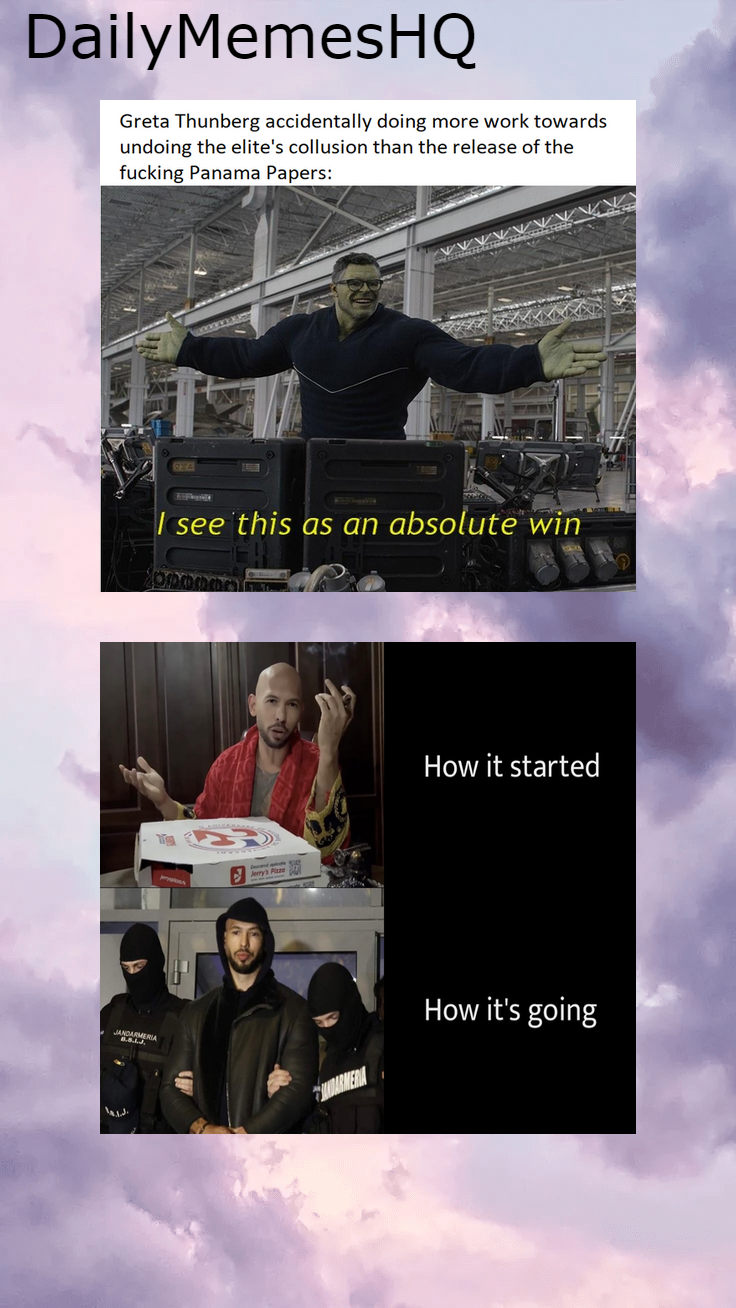 DailyMemesHQ
Greta Thunberg accidentally doing more work towards
undoing the elite's collusion than the release of the
fucking Panama Papers:
I see this as an absolute win
How it started
Jerry's Pizza
How it's going
JANDARMERIA
B.S.I.J.
JANDARMERIA